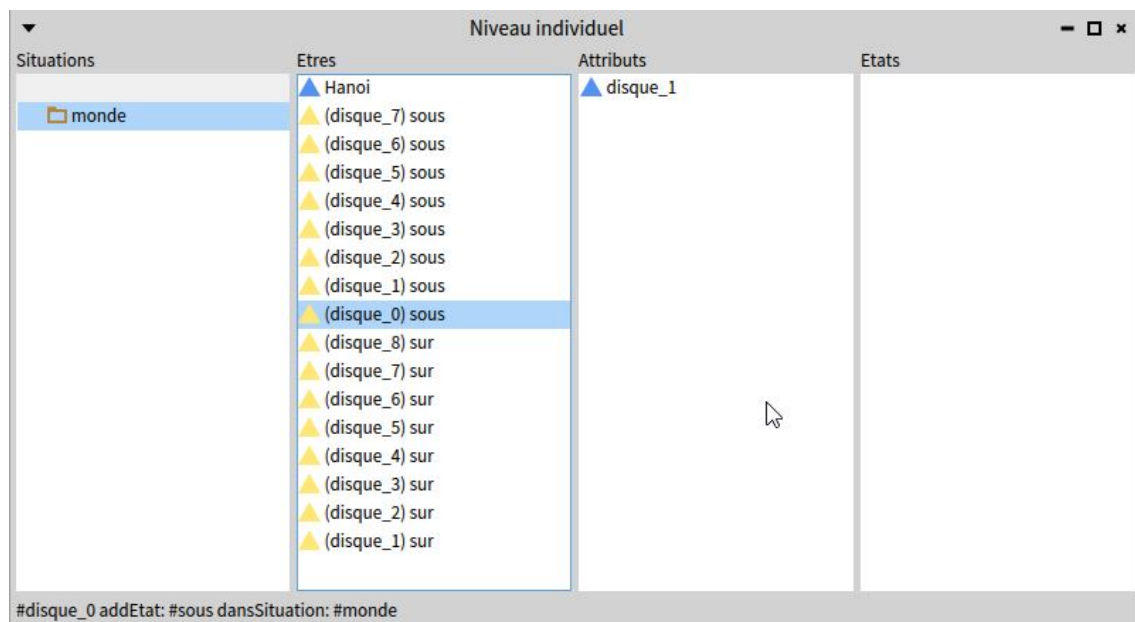 Niveau individuel
Situations
Etres
Attributs
Etats
monde
Hanoi
(disque_7) sous
(disque_6) sous
(disque_5) sous
(disque_4) sous
(disque_3) sous
(disque_2) sous
(disque_1) sous
(disque_0) sous
(disque_8) sur
(disque_7) sur
(disque_6) sur
(disque_5) sur
(disque_4) sur
(disque_3) sur
(disque_2) sur
(disque_1) sur
disque_1
#disque_0 addEtat: #sous dansSituation: #monde